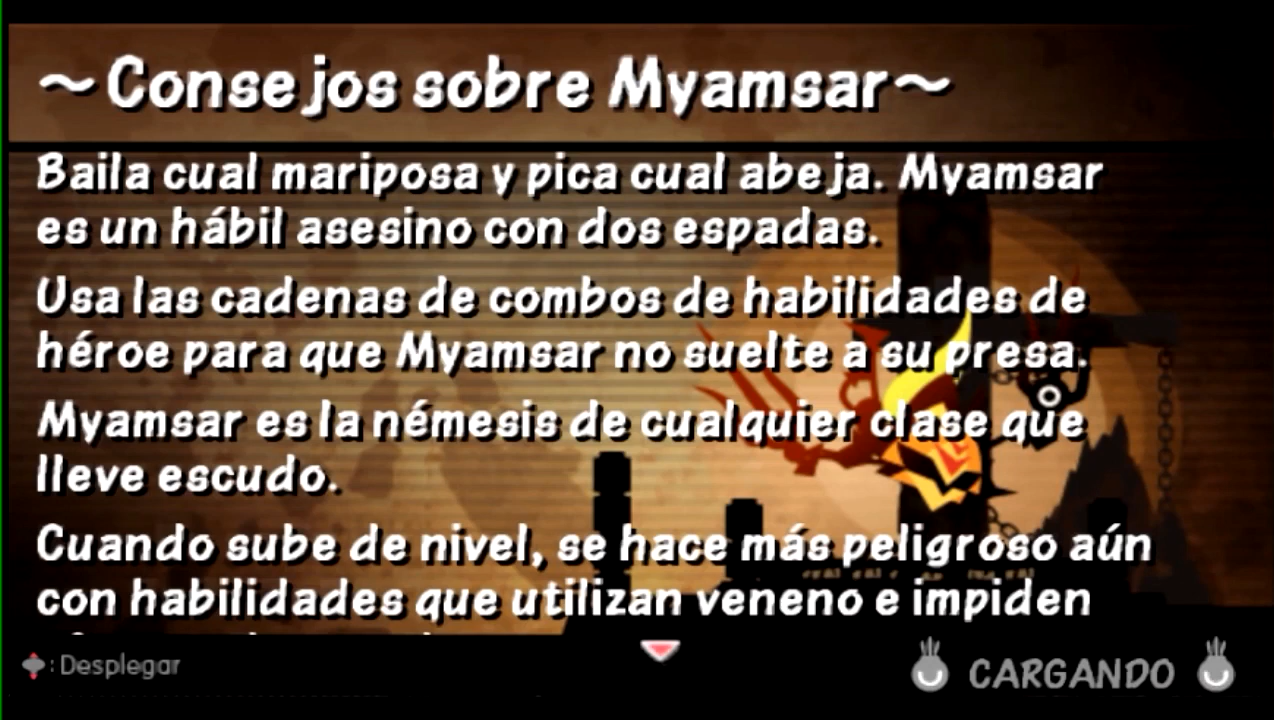 ～Consejos sobre Myamsar～
Baila cual mariposa y pica cual abeja. Myamsar
es un hábil asesino con dos espadas.
Usa las cadenas de combos de habilidades de
héroe para que Myamsar no suelte a su presa.
Myamsar es la némesis de cualquier clase que
lleve escudo.
Cuando sube de nivel, se hace más peligroso aún
con habilidades que utilizan veneno e impiden
: Desplegar
CARGANDO